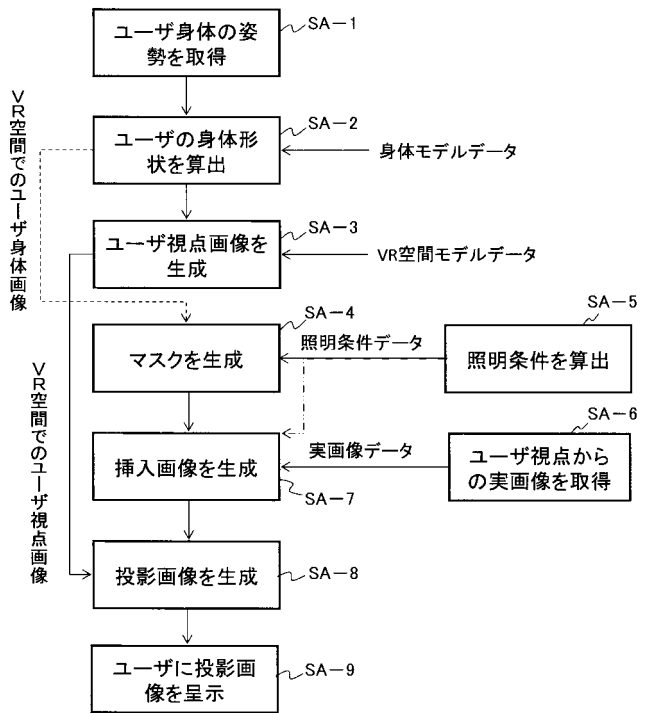 ユーザ身体の姿
勢を取得
SA－1
ユーザの身体形
状を算出
SA－2
身体モデルデータ
VR空間でのユーザ身体画像
ユーザ視点画像を
生成
SA－3
VR空間モデルデータ
マスクを生成
SA－4
照明条件データ
照明条件を算出
SA－5
VR空間でのユーザ視点画像
挿入画像を生成
SA－7
実画像データ
ユーザ視点から
の実画像を取得
SA－6
投影画像を生成
SA－8
ユーザに投影画
像を呈示
SA－9